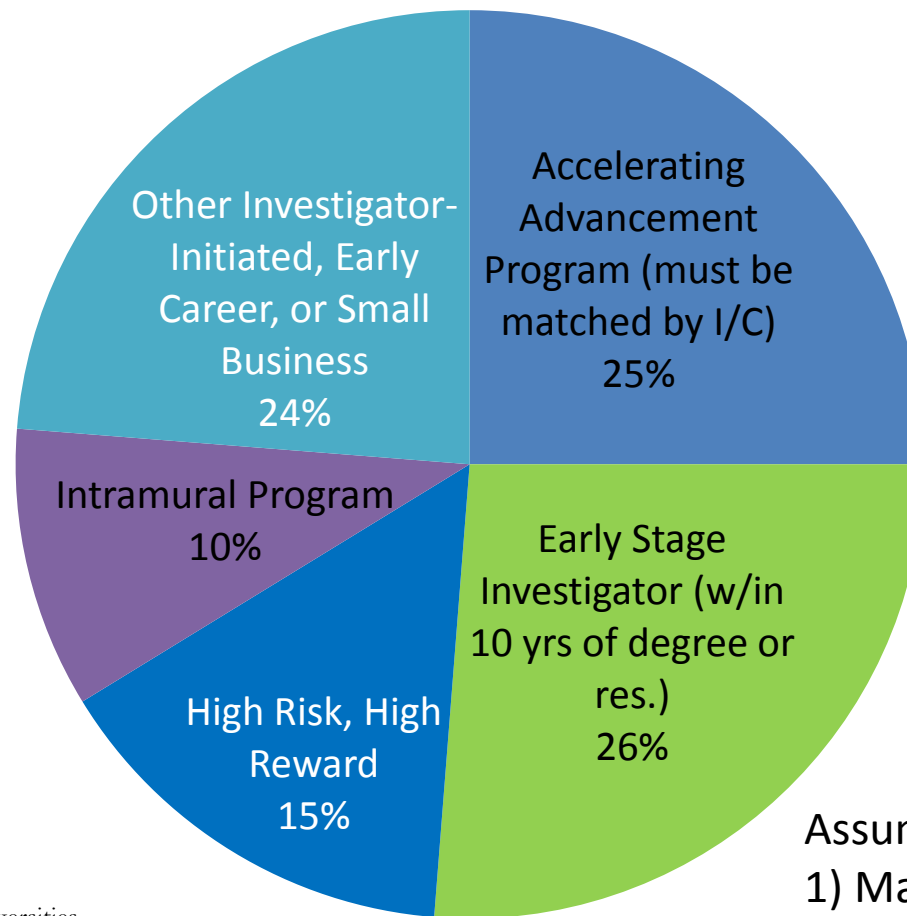 Accelerating
Advancement
Program (must be
matched by I/C)
25%
Early Stage
Investigator (w/in
10 yrs of degree or
res.)
26%
High Risk, High
Reward
15%
Intramural Program
10%
Other Investigator-
Initiated, Early
Career, or Small
Business
24%
1)